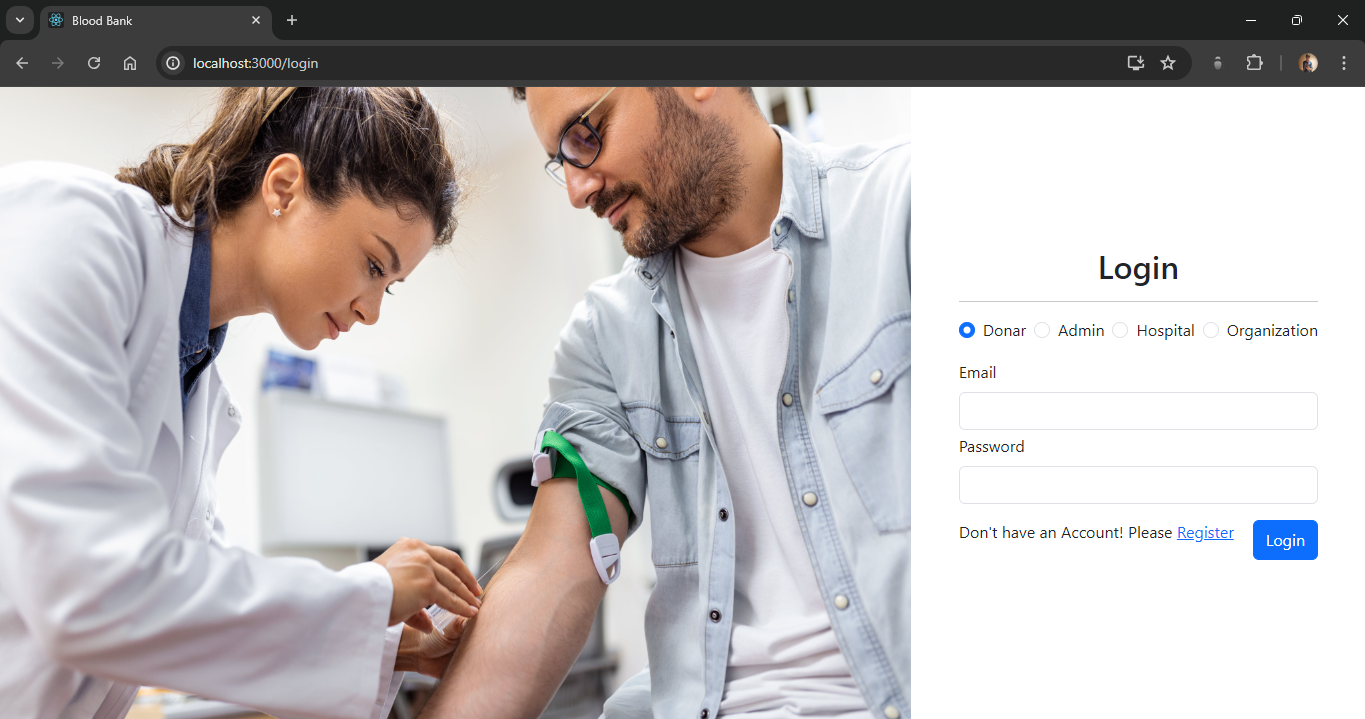 Blood Bank
localhost:3000/login
Login
Donar Admin Hospital Organization
Email
Password
Don't have an Account! Please Register Login